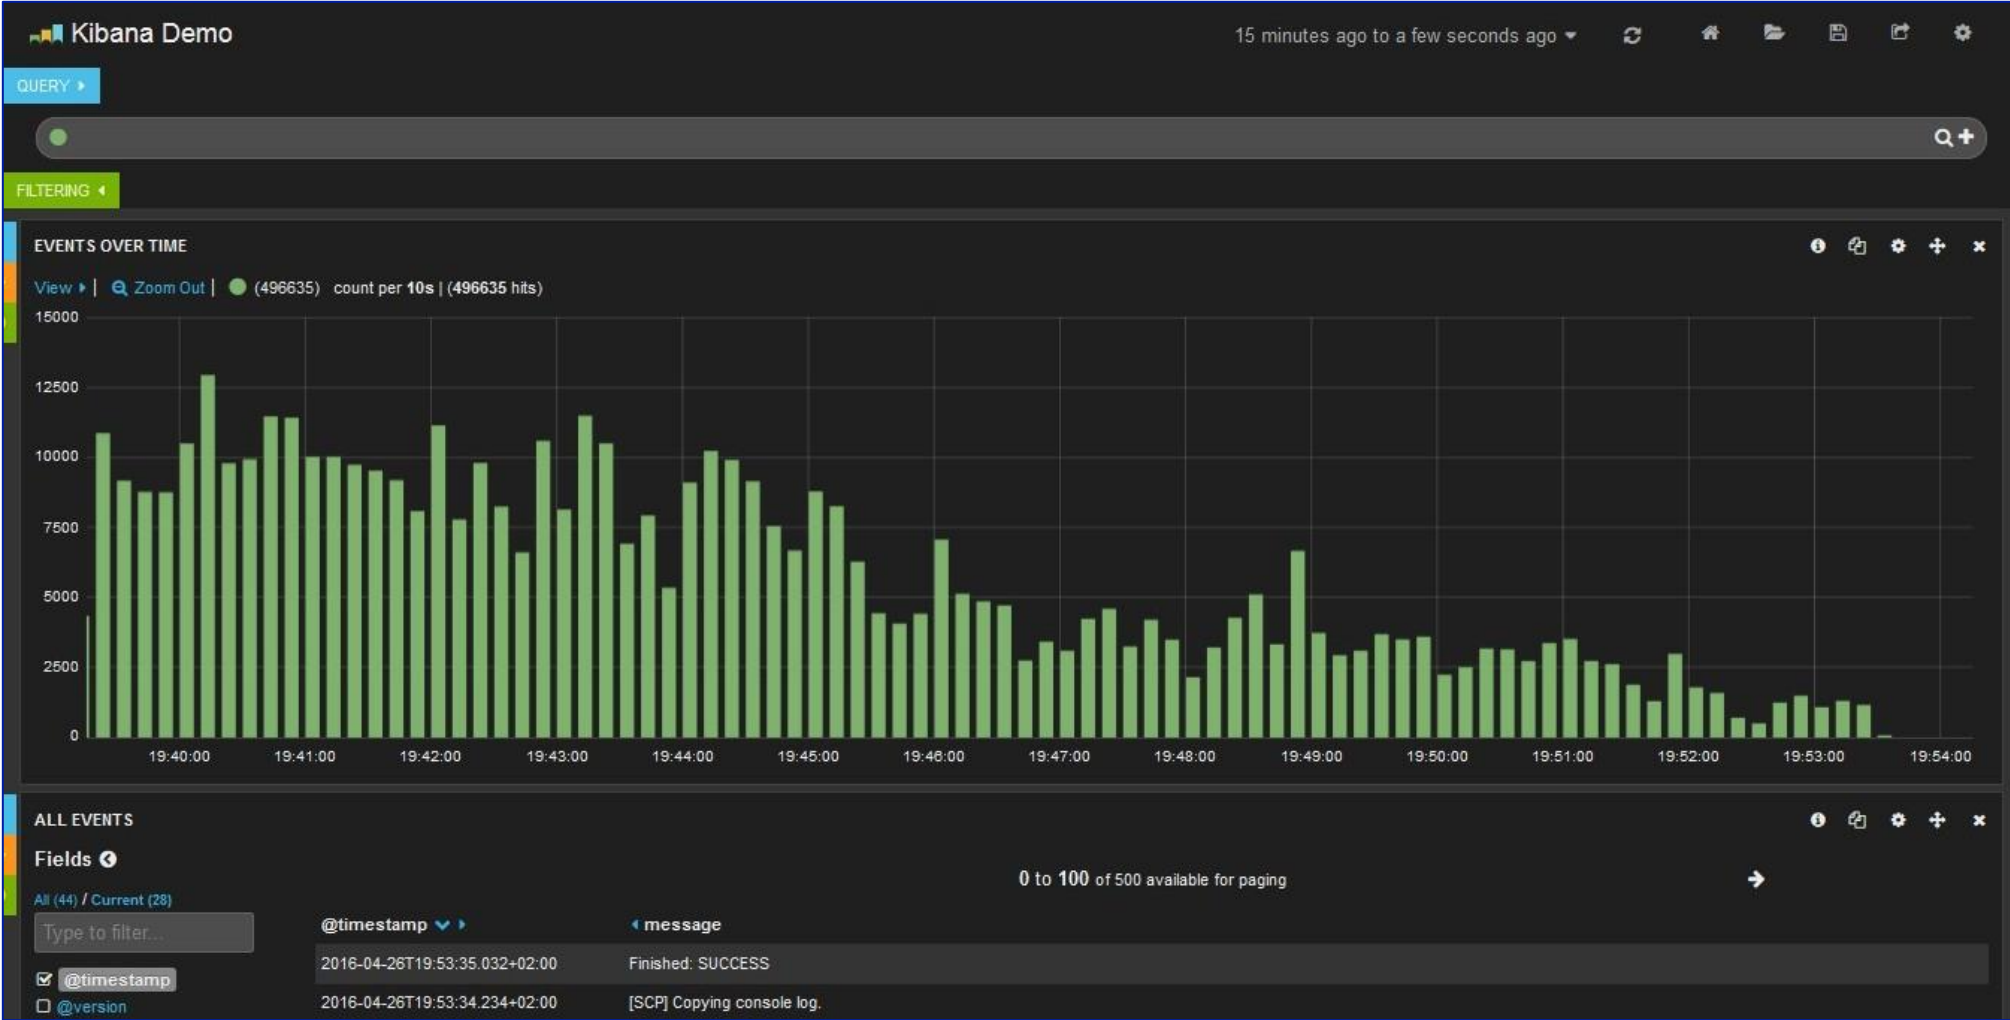 Kibana Demo
15 minutes ago to a few seconds ago
QUERY
FILTERING
EVENTS OVER TIME
View | Zoom Out | (496635) count per 10s | (496635 hits)
15000
12500
10000
7500
5000
2500
0
19:40:00 19:41:00 19:42:00 19:43:00 19:44:00 19:45:00 19:46:00 19:47:00 19:48:00 19:49:00 19:50:00 19:51:00 19:52:00 19:53:00 19:54:00
ALL EVENTS
Fields
0 to 100 of 500 available for paging
All (44) / Current (28)
Type to filter...
@timestamp message
2016-04-26T19:53:35.032+02:00 Finished: SUCCESS
@timestamp
2016-04-26T19:53:34.234+02:00 [SCP] Copying console log.
@version